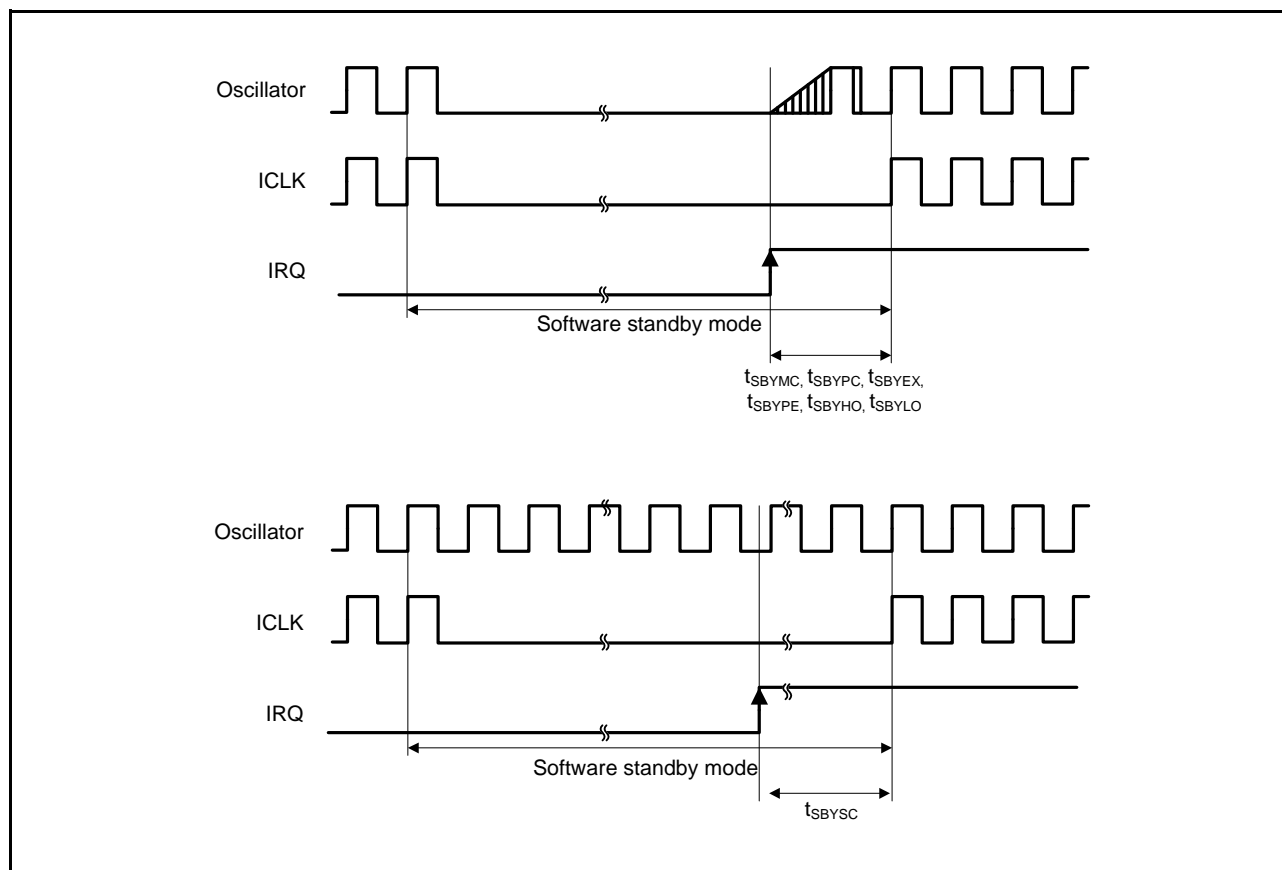 Oscillator
ICLK
IRQ
Software standby mode
tSBYMC, tSBYPC, tSBYEX,
tSBYPE, tSBYHO, tSBYLO
Oscillator
ICLK
IRQ
Software standby mode
tSBYSC